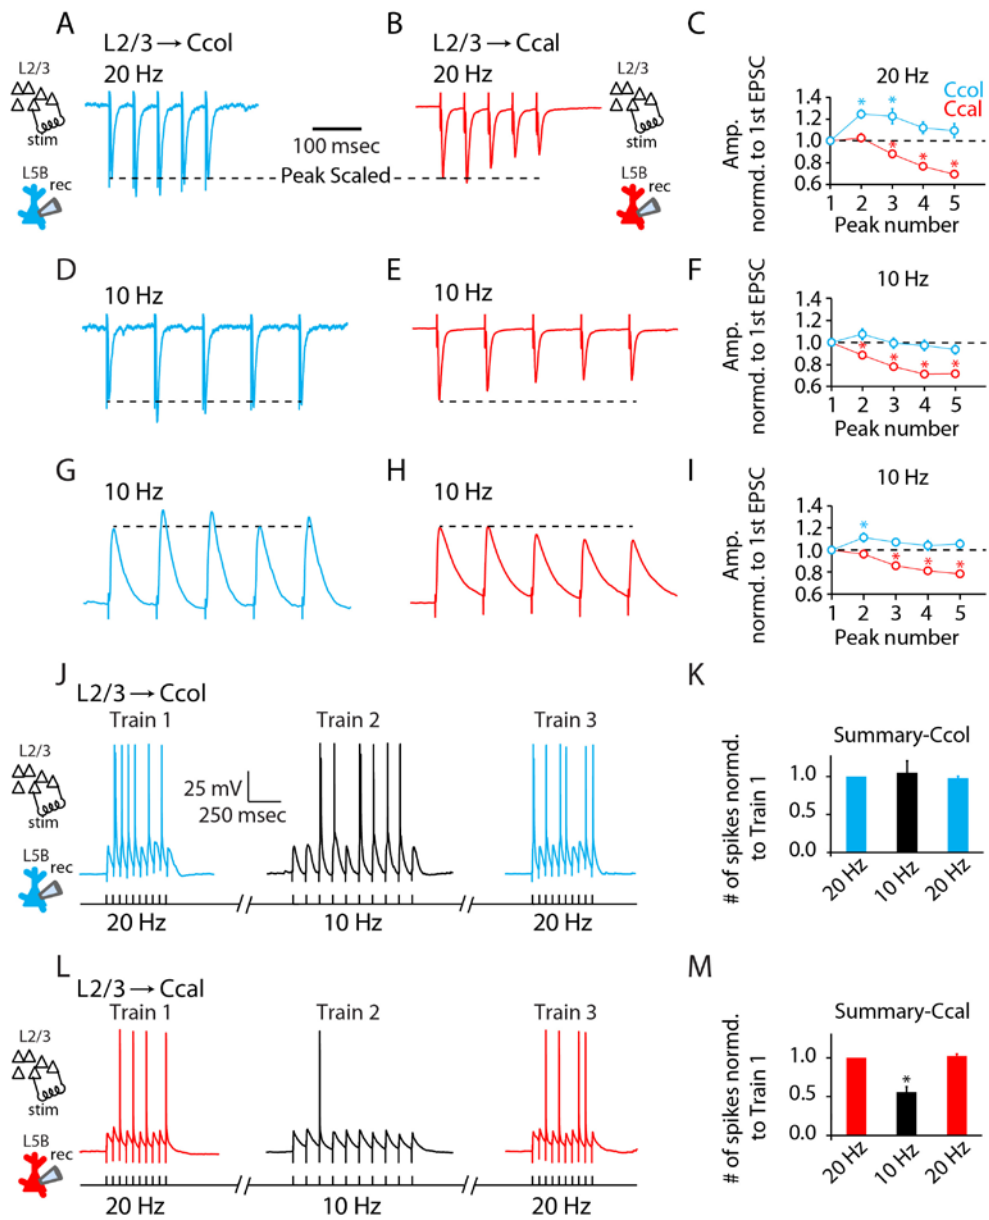 A
L2/3 → Ccol
20 Hz
L2/3
stim
L5B
rec
100 msec
Peak Scaled
B
L2/3 → Ccal
20 Hz
L2/3
stim
L5B
rec
C
20 Hz
Ccol
Ccal
Amp.
normd. to 1st EPSC
1.4
1.2
1.0
0.8
0.6
* *
* * *
1 2 3 4 5
Peak number
D
10 Hz
E
10 Hz
F
10 Hz
Amp.
normd. to 1st EPSC
1.4
1.2
1.0
0.8
0.6
* * * *
1 2 3 4 5
Peak number
G
10 Hz
H
10 Hz
I
10 Hz
Amp.
normd. to 1st EPSC
1.4
1.2
1.0
0.8
0.6
*
* * *
1 2 3 4 5
Peak number
J
L2/3 → Ccol
Train 1
Train 2
Train 3
L2/3
stim
L5B
rec
25 mV
250 msec
20 Hz
10 Hz
20 Hz
K
Summary-Ccol
# of spikes normd.
to Train 1
1.0
0.5
0.0
20 Hz
10 Hz
20 Hz
L
L2/3 → Ccal
Train 1
Train 2
Train 3
L2/3
stim
L5B
rec
20 Hz
10 Hz
20 Hz
M
Summary-Ccal
# of spikes normd.
to Train 1
1.0
0.5
0.0
*
20 Hz
10 Hz
20 Hz